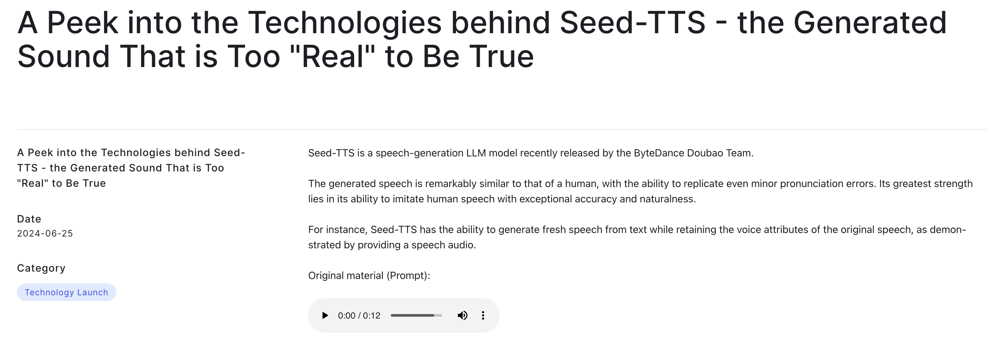 A Peek into the Technologies behind Seed-TTS - the Generated
Sound That is Too "Real" to Be True
A Peek into the Technologies behind Seed-
TTS - the Generated Sound That is Too
"Real" to Be True
Date
2024-06-25
Category
Technology Launch
Seed-TTS is a speech-generation LLM model recently released by the ByteDance Doubao Team.
The generated speech is remarkably similar to that of a human, with the ability to replicate even minor pronunciation errors. Its greatest strength
lies in its ability to imitate human speech with exceptional accuracy and naturalness.
For instance, Seed-TTS has the ability to generate fresh speech from text while retaining the voice attributes of the original speech, as demon-
strated by providing a speech audio.
Original material (Prompt):
0:00 / 0:12